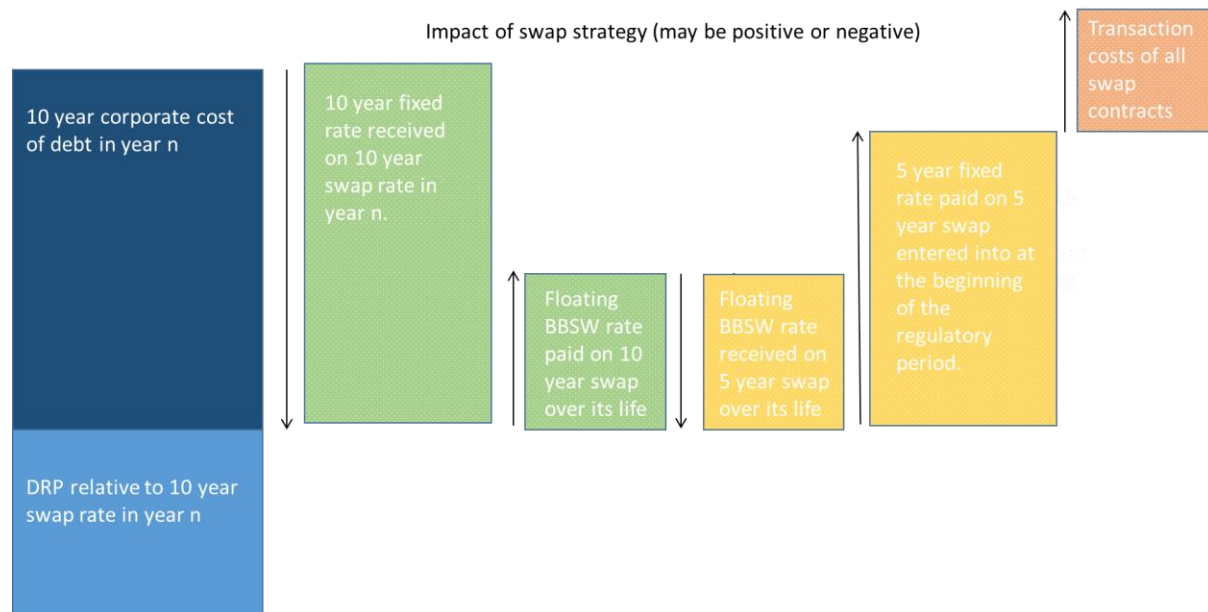 Impact of swap strategy (may be positive or negative)
Transaction
costs of all
swap
contracts
10 year corporate cost
of debt in year n
10 year fixed
rate received
on 10 year
swap rate in
year n.
5 year fixed
rate paid on 5
year swap
entered into at
the beginning
of the
regulatory
period.
Floating
BBSW rate
paid on 10
year swap
over its life
Floating
BBSW rate
received on
5 year swap
over its life
DRP relative to 10 year
swap rate in year n